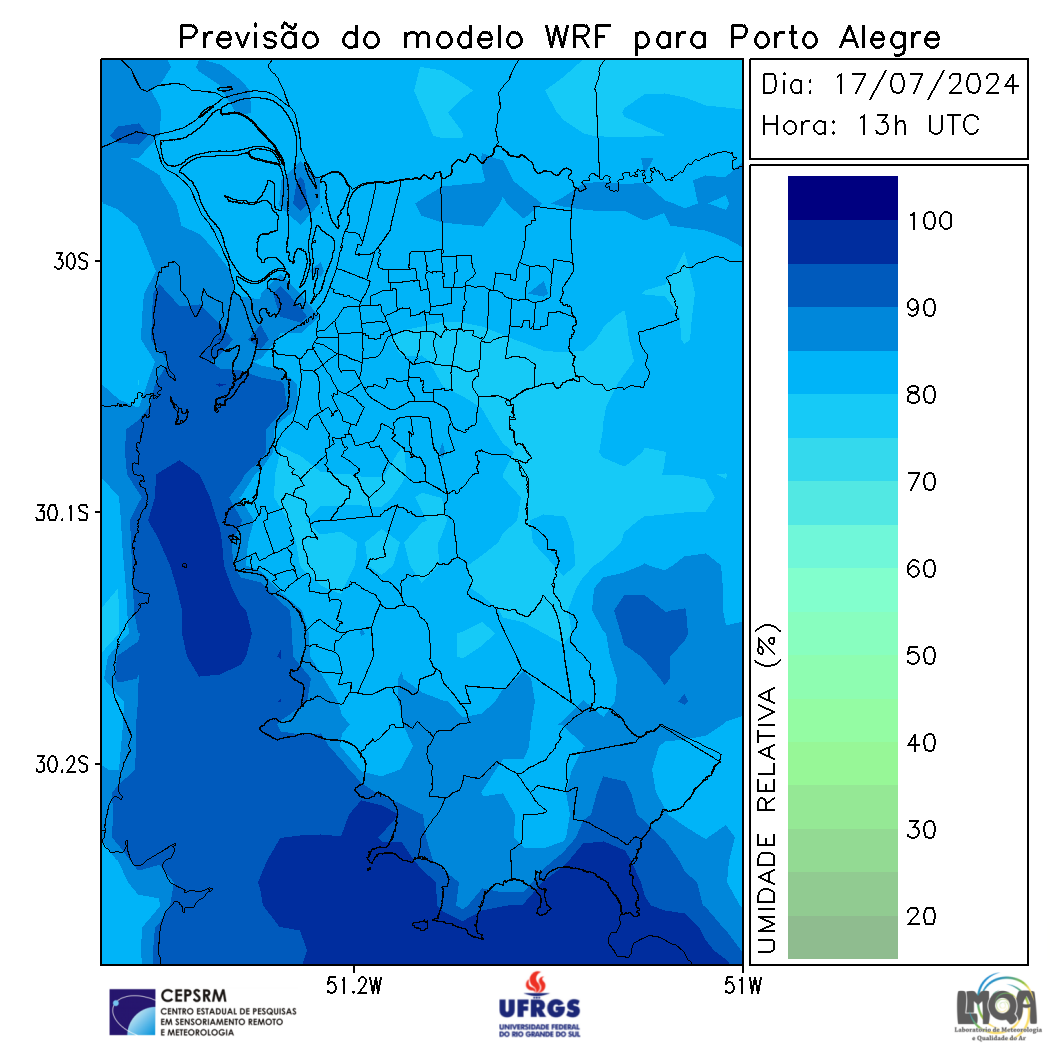 Previsão do modelo WRF para Porto Alegre
Dia: 17/07/2024
Hora: 13h UTC
30S
30.1S
30.2S
51.2W
51W
UMIDADE RELATIVA (%)
100
90
80
70
60
50
40
30
20
CEPSRM
CENTRO ESTADUAL DE PESQUISAS
EM SENSORIAMENTO REMOTO
E METEOROLOGIA
UFRGS
UNIVERSIDADE FEDERAL
DO RIO GRANDE DO SUL
LMQA
Laboratório de Meteorologia
e Qualidade do Ar